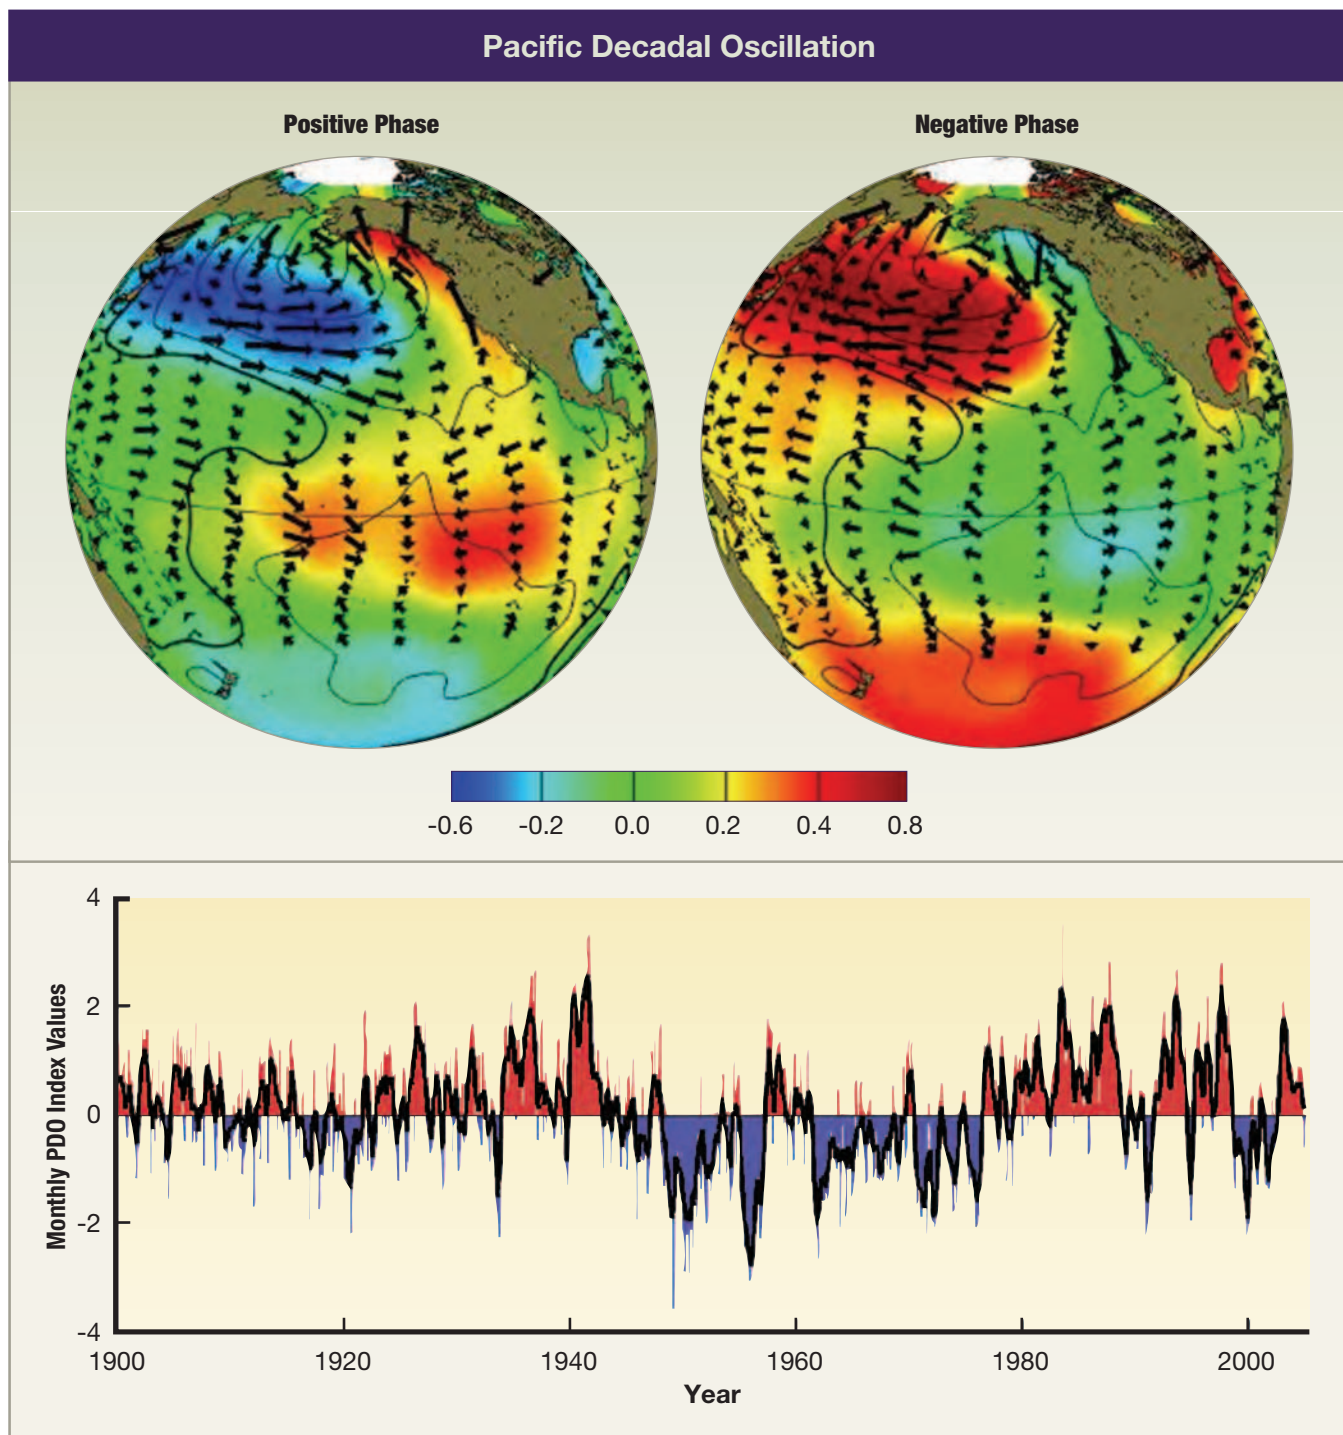 Pacific Decadal Oscillation
Positive Phase
Negative Phase
-0.6 -0.2 0.0 0.2 0.4 0.8
4
2
0
-2
-4
Monthly PDO Index Values
1900 1920 1940 1960 1980 2000
Year